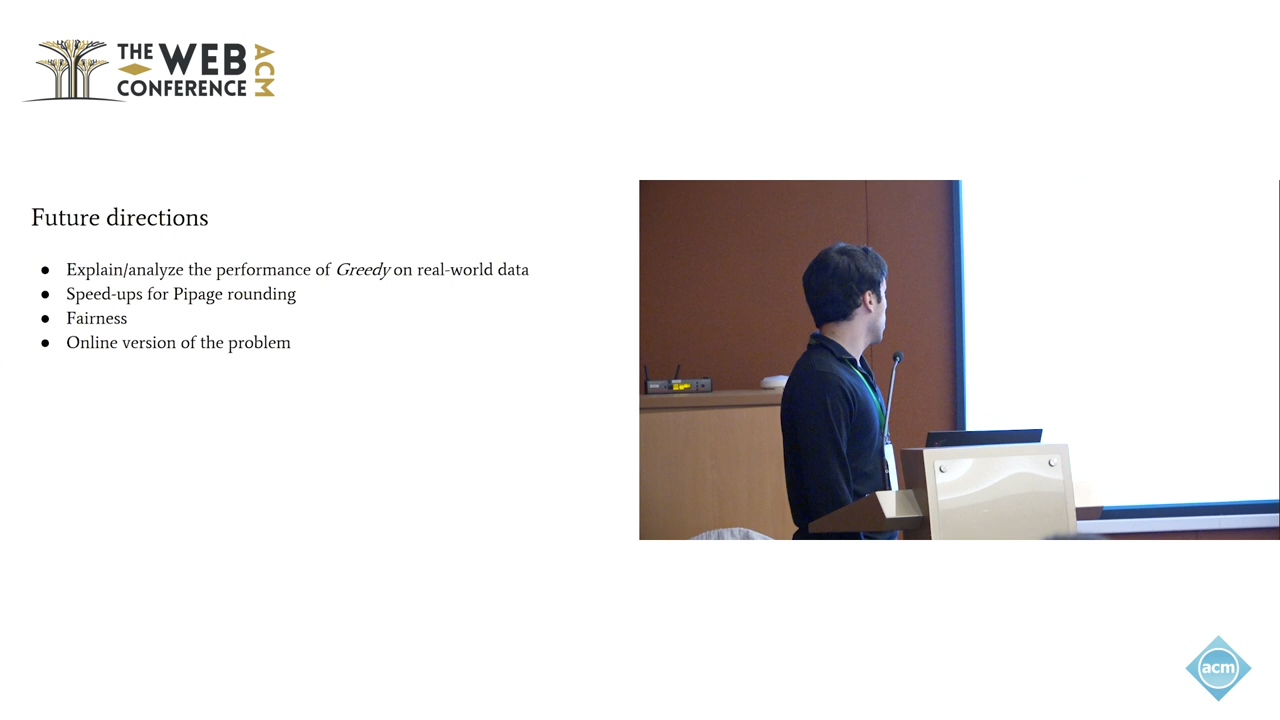 THE WEB
CONFERENCE
ACM
Future directions
● Explain/analyze the performance of Greedy on real-world data
● Speed-ups for Pipage rounding
● Fairness
● Online version of the problem
acm